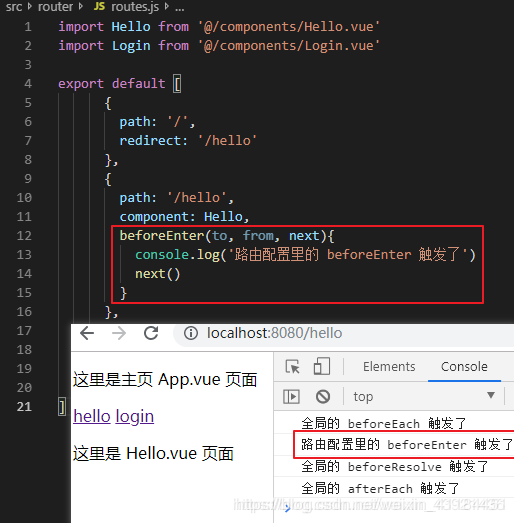 src > router > JS routes.js > ...
1 import Hello from '@/components/Hello.vue'
2 import Login from '@/components/Login.vue'
3
4 export default [
5 {
6 path: '/',
7 redirect: '/hello'
8 },
9 {
10 path: '/hello',
11 component: Hello,
12 beforeEnter(to, from, next){
13 console.log('路由配置里的 beforeEnter 触发了')
14 next()
15 }
16 },
17
18
19
20
21 ]
localhost:8080/hello
这里是主页 App.vue 页面
hello login
这里是 Hello.vue 页面
Elements Console
top
全局的 beforeEach 触发了
路由配置里的 beforeEnter 触发了
全局的 beforeResolve 触发了
全局的 afterEach 触发了